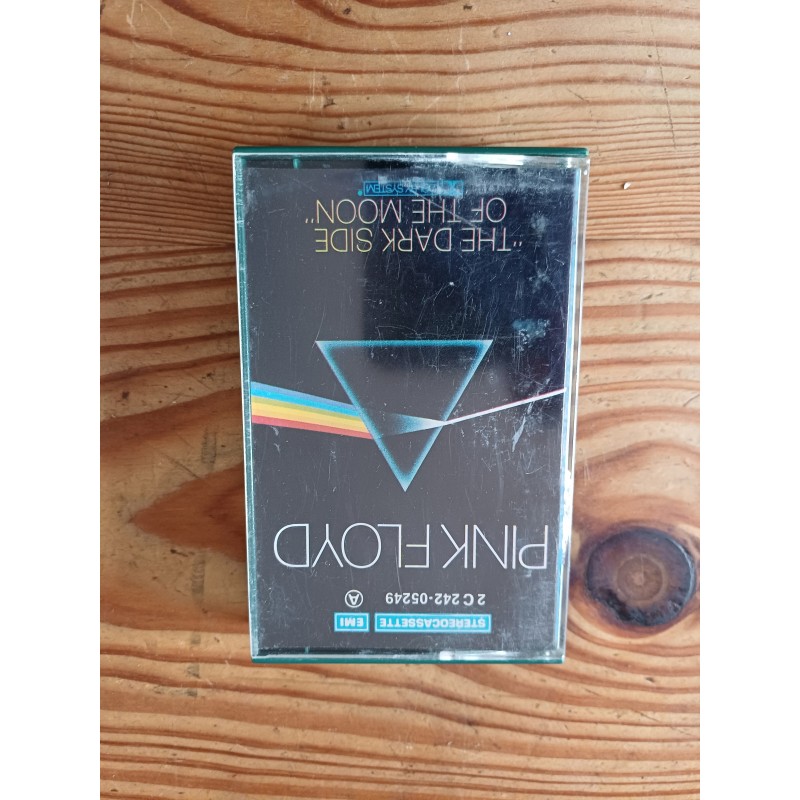 STEREOCASSETTE EMI
2 C 242-05249 A
PINK FLOYD
"THE DARK SIDE
OF THE MOON"
SYSTEM